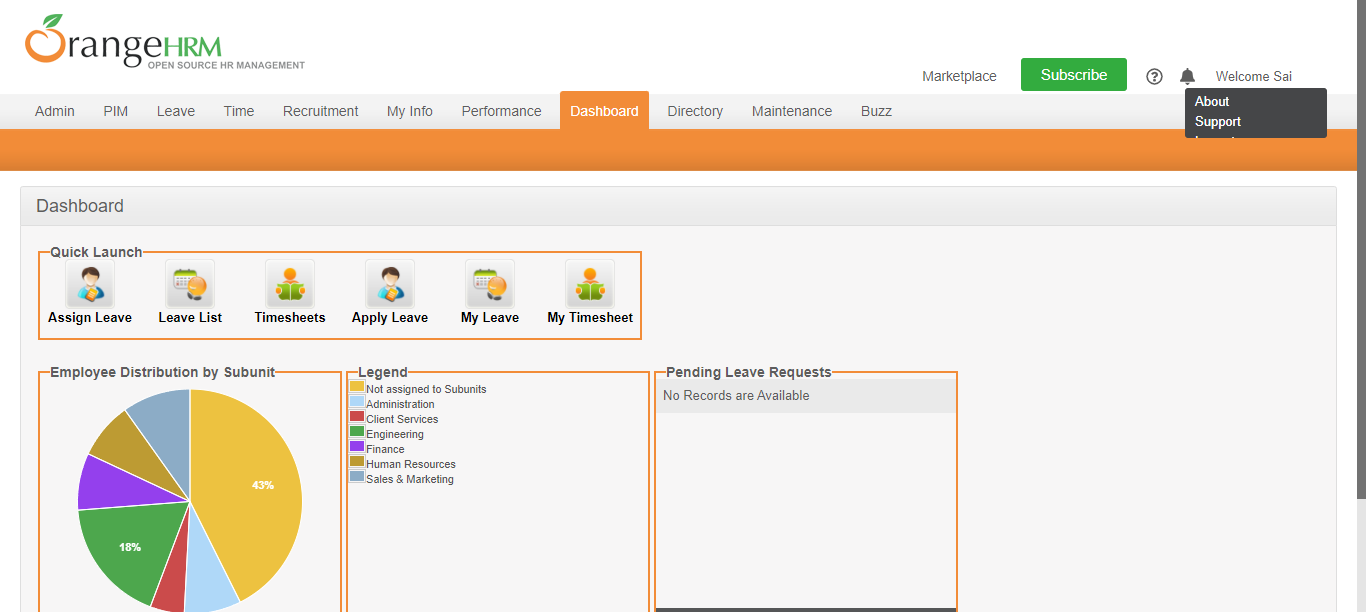 OrangeHRM
OPEN SOURCE HR MANAGEMENT
Marketplace
Subscribe
?
Welcome Sai
About
Support
Admin
PIM
Leave
Time
Recruitment
My Info
Performance
Dashboard
Directory
Maintenance
Buzz
Dashboard
Quick Launch
Assign Leave
Leave List
Timesheets
Apply Leave
My Leave
My Timesheet
Employee Distribution by Subunit
43%
18%
Legend
Not assigned to Subunits
Administration
Client Services
Engineering
Finance
Human Resources
Sales & Marketing
Pending Leave Requests
No Records are Available